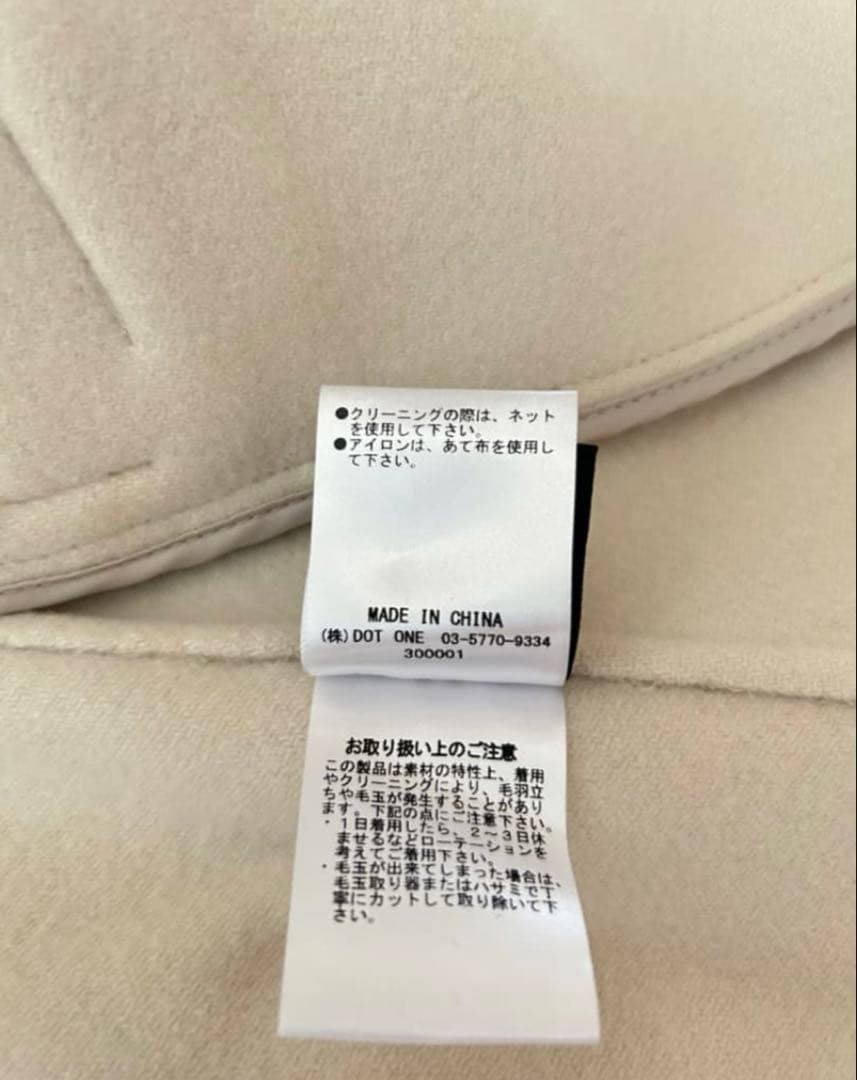 ●クリーニングの際は、ネット
を使用して下さい。
●アイロンは、あて布を使用し
て下さい。
MADE IN CHINA
(株)DOT ONE 03-5770-9334
300001
お取り扱い上のご注意
この製品は素材の特性上、着用
やクリーニングにより、毛羽立
ちや毛玉が発生することがあり
ます。下記の点にご注意下さい。
・1日着用したら、2～3日休
ませるなどローテーションを
考えてご着用下さい。
・毛玉が出来てしまった場合は、
毛玉取り器またはハサミで丁
寧にカットして取り除いて下
さい。